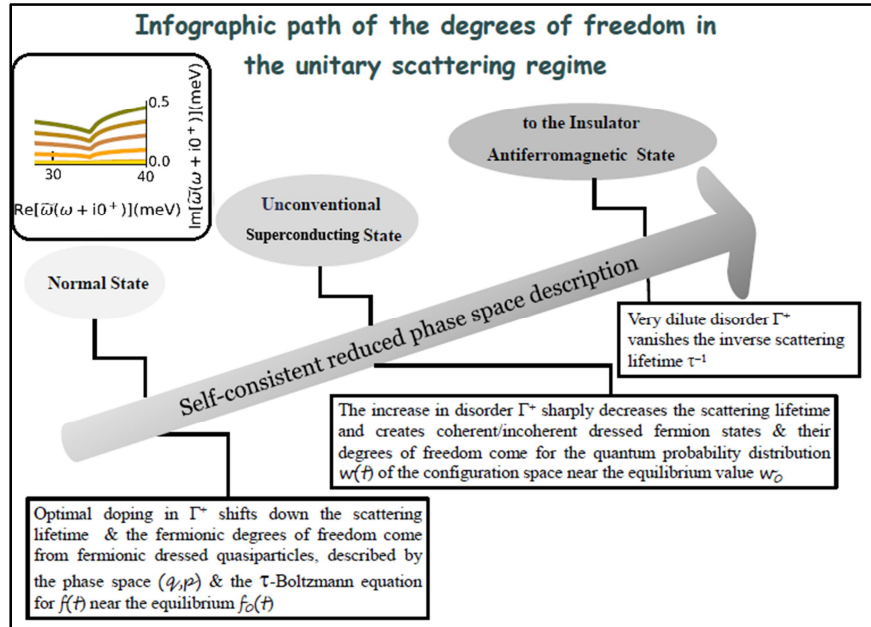 Infographic path of the degrees of freedom in
the unitary scattering regime
0.5
0.0
30
40
Re[ω̃(ω + i0⁺)](meV)
Im[ω̃(ω + i0⁺)](meV)
to the Insulator
Antiferromagnetic State
Unconventional
Superconducting State
Normal State
Self-consistent reduced phase space description
Very dilute disorder Γ⁺
vanishes the inverse scattering
lifetime τ⁻¹
The increase in disorder Γ⁺ sharply decreases the scattering lifetime
and creates coherent/incoherent dressed fermion states & their
degrees of freedom come for the quantum probability distribution
w(t) of the configuration space near the equilibrium value w₀
Optimal doping in Γ⁺ shifts down the scattering
lifetime & the fermionic degrees of freedom come
from fermionic dressed quasiparticles, described by
the phase space (q,p) & the τ-Boltzmann equation
for f(t) near the equilibrium f₀(t)